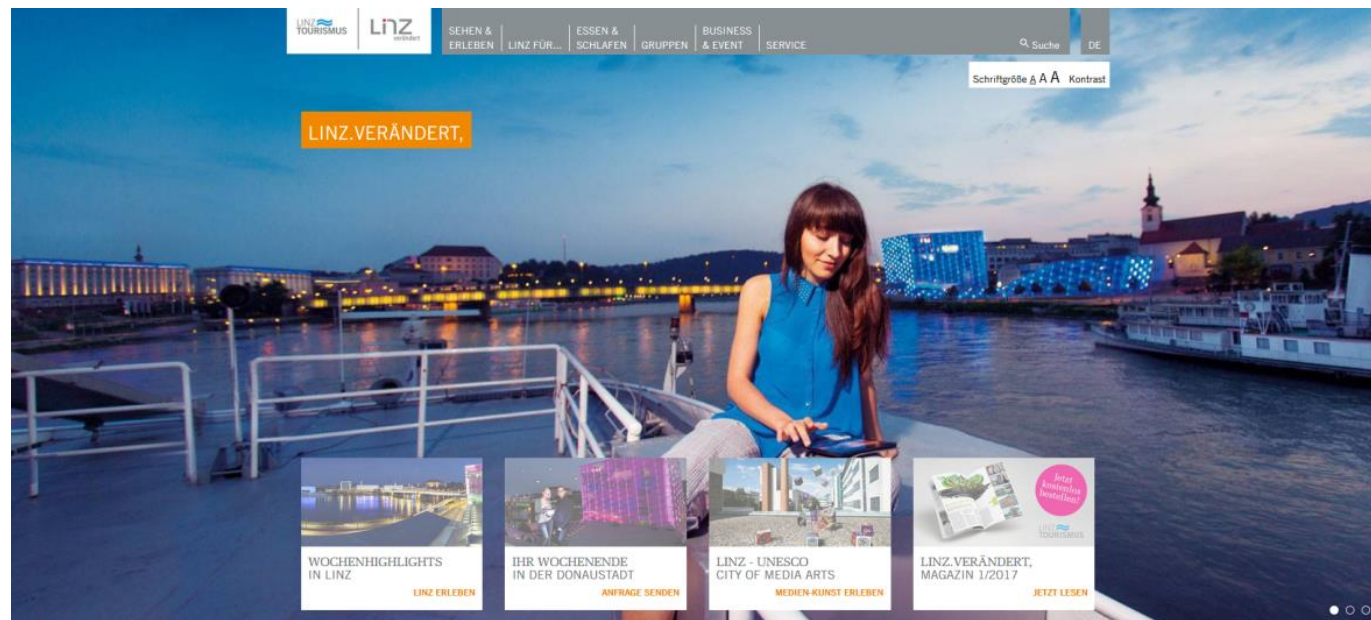 LINZ
TOURISMUS
Linz
verändert
SEHEN &
ERLEBEN
LINZ FÜR...
ESSEN &
SCHLAFEN
GRUPPEN
BUSINESS
& EVENT
SERVICE
Suche
DE
Schriftgröße A A A Kontrast
LINZ.VERÄNDERT,
WOCHENHIGHLIGHTS
IN LINZ
LINZ ERLEBEN
IHR WOCHENENDE
IN DER DONAUSTADT
ANFRAGE SENDEN
LINZ - UNESCO
CITY OF MEDIA ARTS
MEDIEN-KUNST ERLEBEN
Jetzt
kostenlos
bestellen!
LINZ
TOURISMUS
LINZ.VERÄNDERT,
MAGAZIN 1/2017
JETZT LESEN